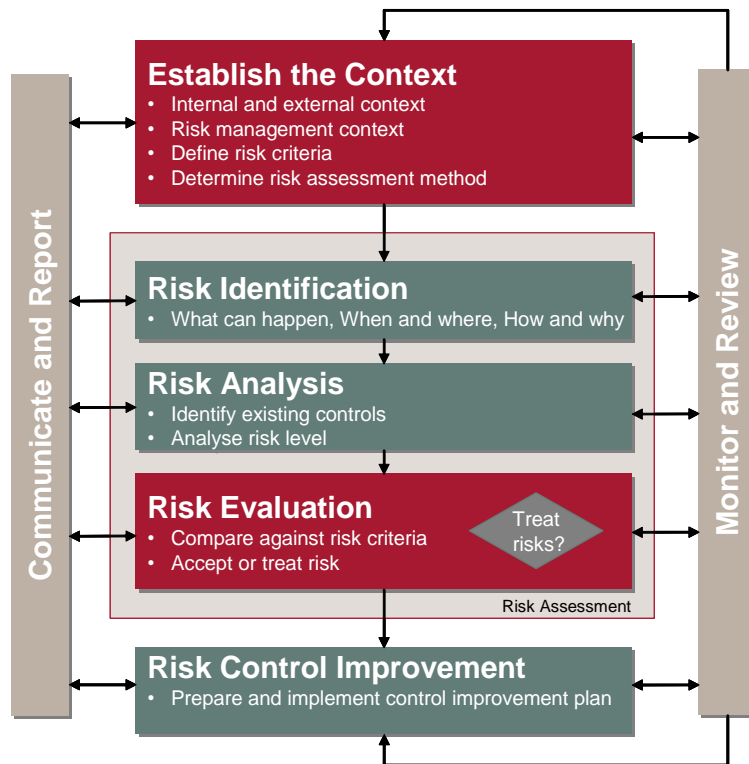 Communicate and Report
Establish the Context
• Internal and external context
• Risk management context
• Define risk criteria
• Determine risk assessment method
Risk Identification
• What can happen, When and where, How and why
Risk Analysis
• Identify existing controls
• Analyse risk level
Risk Evaluation
• Compare against risk criteria
• Accept or treat risk
Treat
risks?
Risk Assessment
Risk Control Improvement
• Prepare and implement control improvement plan
Monitor and Review